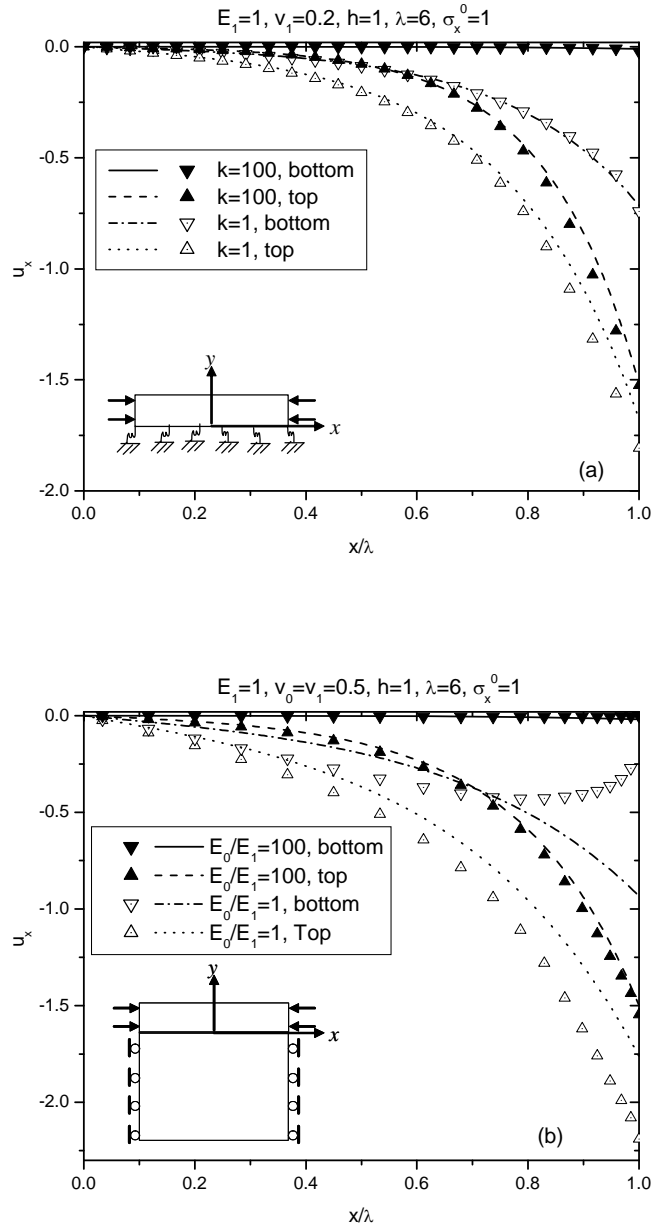 E₁=1, ν₁=0.2, h=1, λ=6, σₓ⁰=1
0.0
-0.5
-1.0
-1.5
-2.0
uₓ
k=100, bottom
k=100, top
k=1, bottom
k=1, top
y
x
(a)
0.0 0.2 0.4 0.6 0.8 1.0
x/λ
E₁=1, ν₀=ν₁=0.5, h=1, λ=6, σₓ⁰=1
0.0
-0.5
-1.0
-1.5
-2.0
uₓ
E₀/E₁=100, bottom
E₀/E₁=100, top
E₀/E₁=1, bottom
E₀/E₁=1, Top
y
x
(b)
0.0 0.2 0.4 0.6 0.8 1.0
x/λ